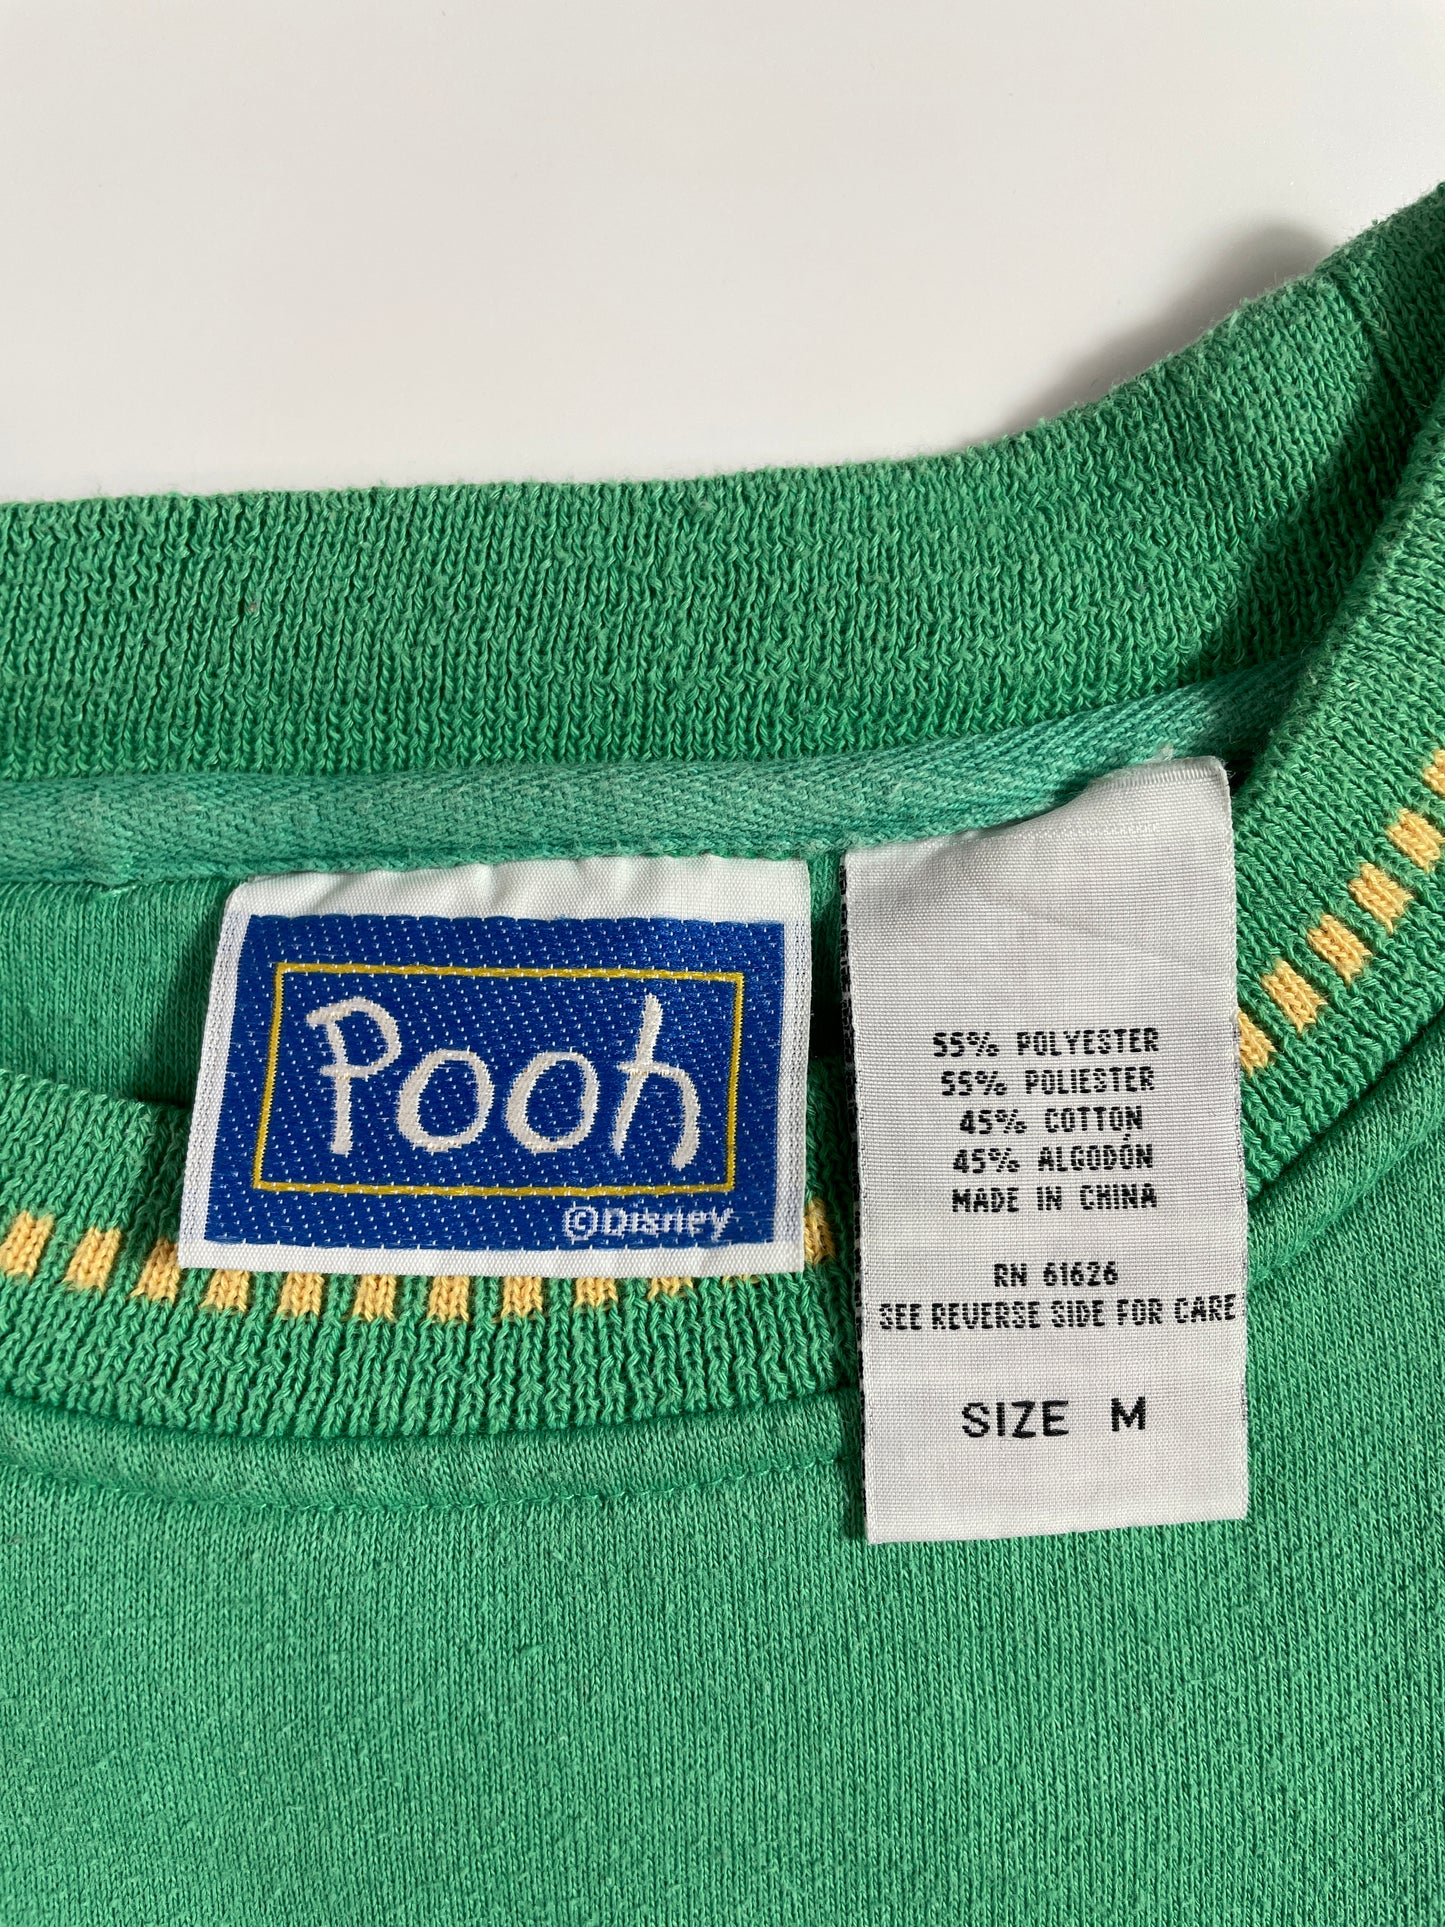 Pooh
©Disney
55% POLYESTER
55% POLIESTER
45% COTTON
45% ALGODÓN
MADE IN CHINA
RN 61626
SEE REVERSE SIDE FOR CARE
SIZE M